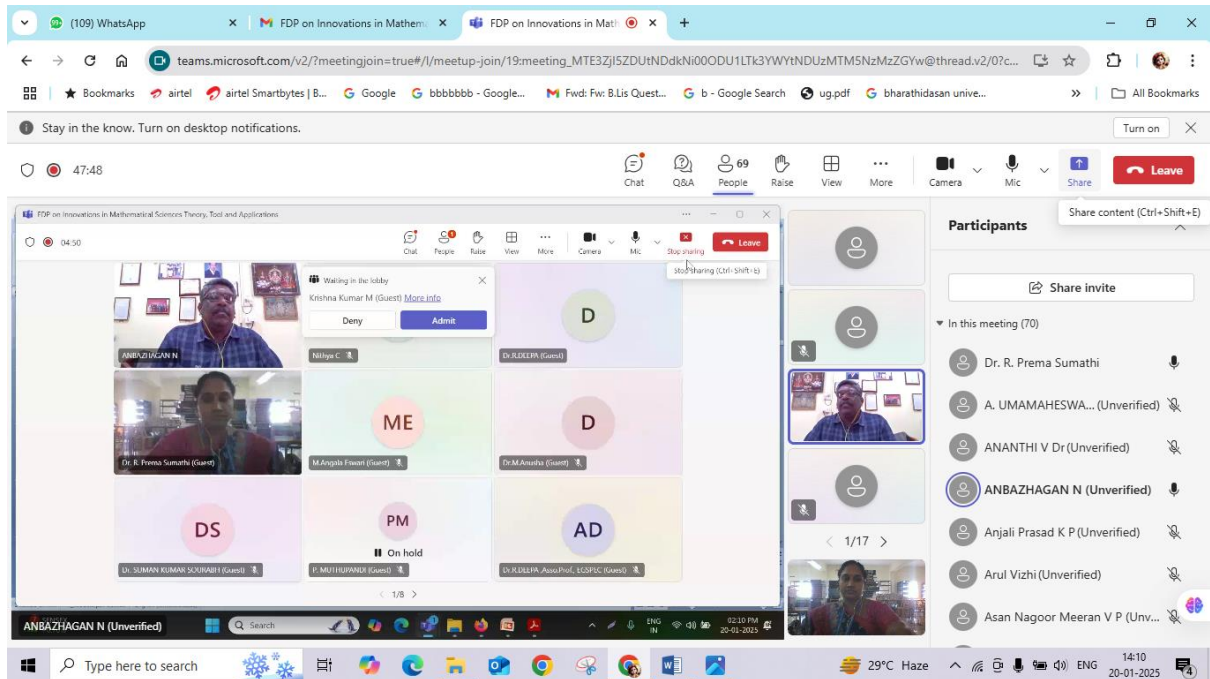 (109) WhatsApp
FDP on Innovations in Mathema
FDP on Innovations in Math
teams.microsoft.com/v2/?meetingjoin=true#/l/meetup-join/19:meeting_MTE3ZjI5ZDUtNDdkNi00ODU1LTk3YWYtNDUzMTM5NzMzZGYw@thread.v2/0?c...
Bookmarks
airtel
airtel Smartbytes | B...
Google
bbbbbbb - Google...
Fwd: Fw: B.Lis Quest...
b - Google Search
ug.pdf
bharathidasan unive...
»
All Bookmarks
Stay in the know. Turn on desktop notifications.
Turn on
47:48
Chat
Q&A
69
People
Raise
View
More
Camera
Mic
Share
Leave
Share content (Ctrl+Shift+E)
FDP on Innovations in Mathematical Sciences Theory, Tool and Applications
04:50
Chat
People
Raise
View
More
Camera
Mic
Stop sharing
Leave
Stop sharing (Ctrl+Shift+E)
Waiting in the lobby
Krishna Kumar M (Guest) More info
Deny
Admit
ANBAZHAGAN N
Nithya C
D
Dr.R.DEEPA (Guest)
Dr. R. Prema Sumathi (Guest)
ME
M.Angala Eswari (Guest)
D
Dr.M.Anusha (Guest)
DS
Dr. SUMAN KUMAR SOURABH (Guest)
PM
On hold
P. MUTHUPANDI (Guest)
AD
Dr.R.DEEPA ,Asso.Prof., EGSPEC (Guest)
1/8
ANBAZHAGAN N (Unverified)
Search
ENG
IN
02:10 PM
20-01-2025
1/17
Participants
Share invite
In this meeting (70)
Dr. R. Prema Sumathi
A. UMAMAHESWA... (Unverified)
ANANTHI V Dr (Unverified)
ANBAZHAGAN N (Unverified)
Anjali Prasad K P (Unverified)
Arul Vizhi (Unverified)
Asan Nagoor Meeran V P (Unv...
Type here to search
29°C Haze
ENG
14:10
20-01-2025
4